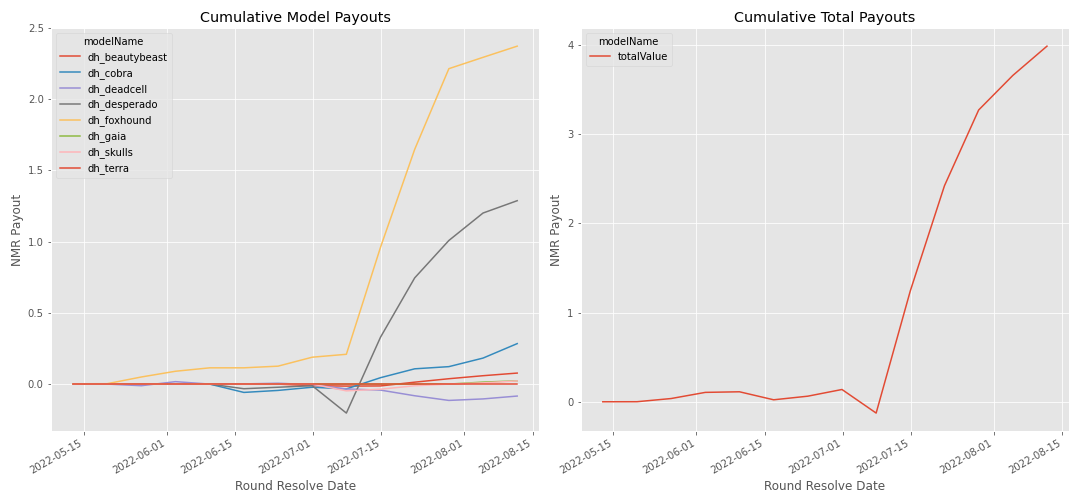 Cumulative Model Payouts
NMR Payout
2.5
2.0
1.5
1.0
0.5
0.0
modelName
dh_beautybeast
dh_cobra
dh_deadcell
dh_desperado
dh_foxhound
dh_gaia
dh_skulls
dh_terra
2022-05-15
2022-06-01
2022-06-15
2022-07-01
2022-07-15
2022-08-01
2022-08-15
Round Resolve Date
Cumulative Total Payouts
NMR Payout
4
3
2
1
0
modelName
totalValue
2022-05-15
2022-06-01
2022-06-15
2022-07-01
2022-07-15
2022-08-01
2022-08-15
Round Resolve Date